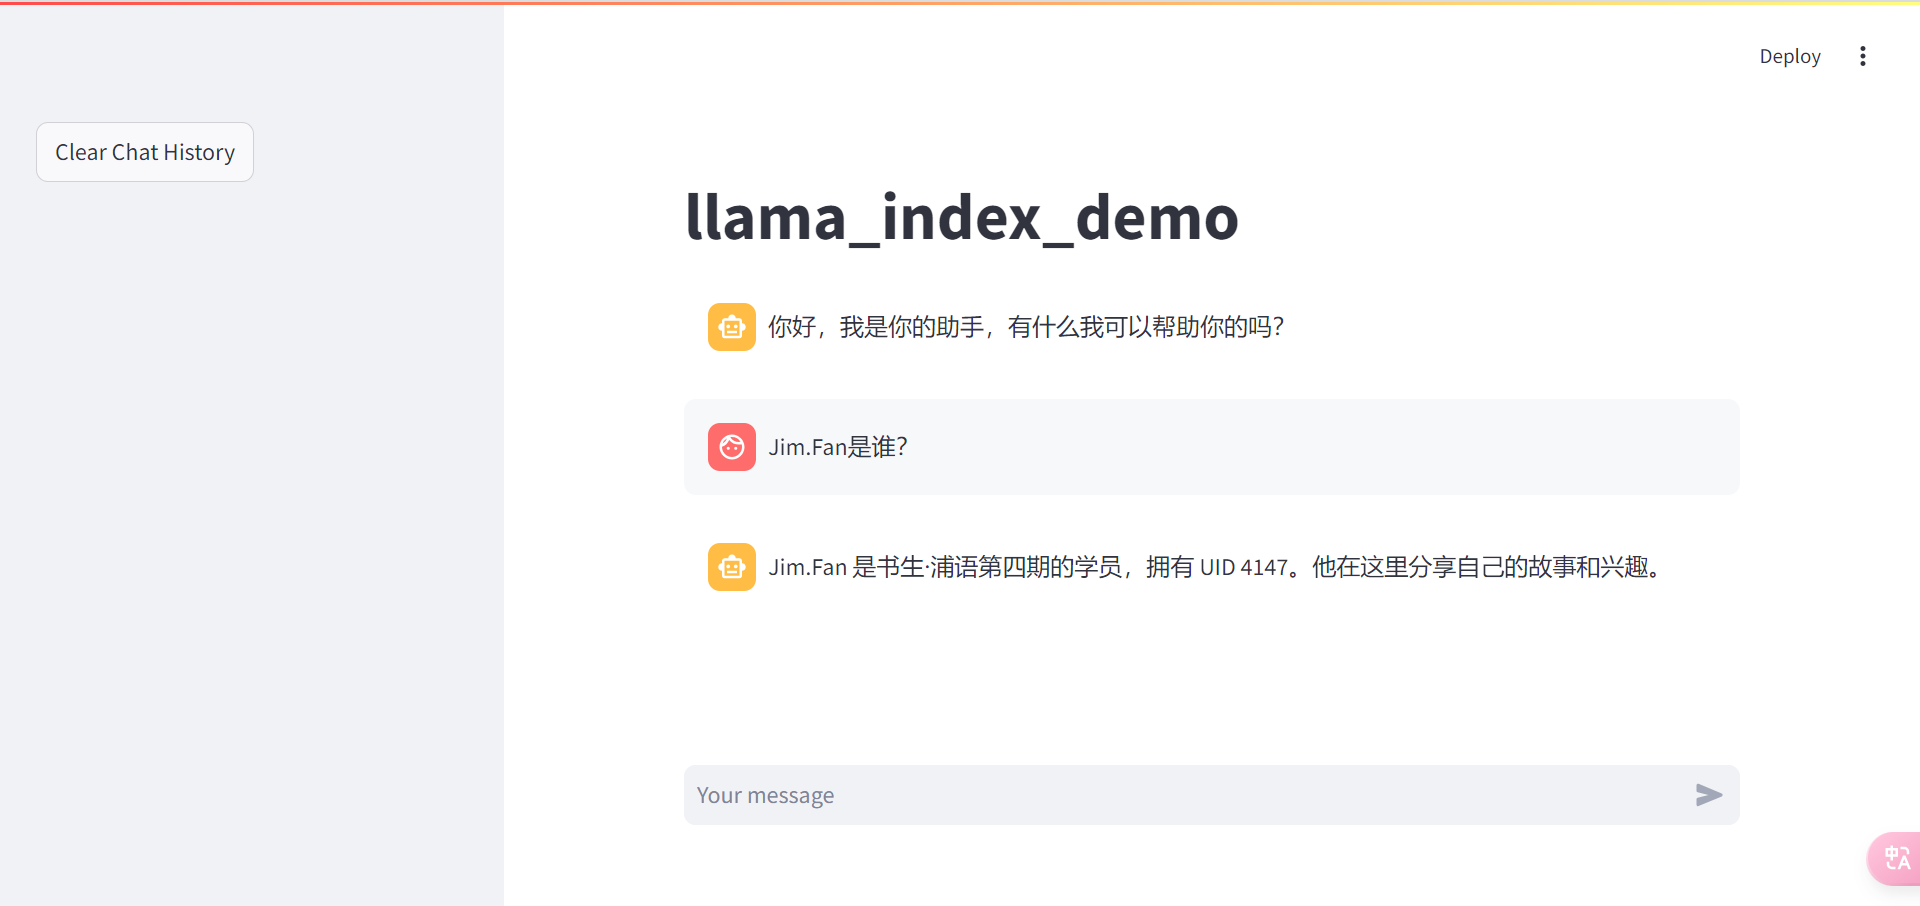 Deploy
Clear Chat History
llama_index_demo
你好，我是你的助手，有什么我可以帮助你的吗？
Jim.Fan是谁？
Jim.Fan 是书生·浦语第四期的学员，拥有 UID 4147。他在这里分享自己的故事和兴趣。
Your message
中A